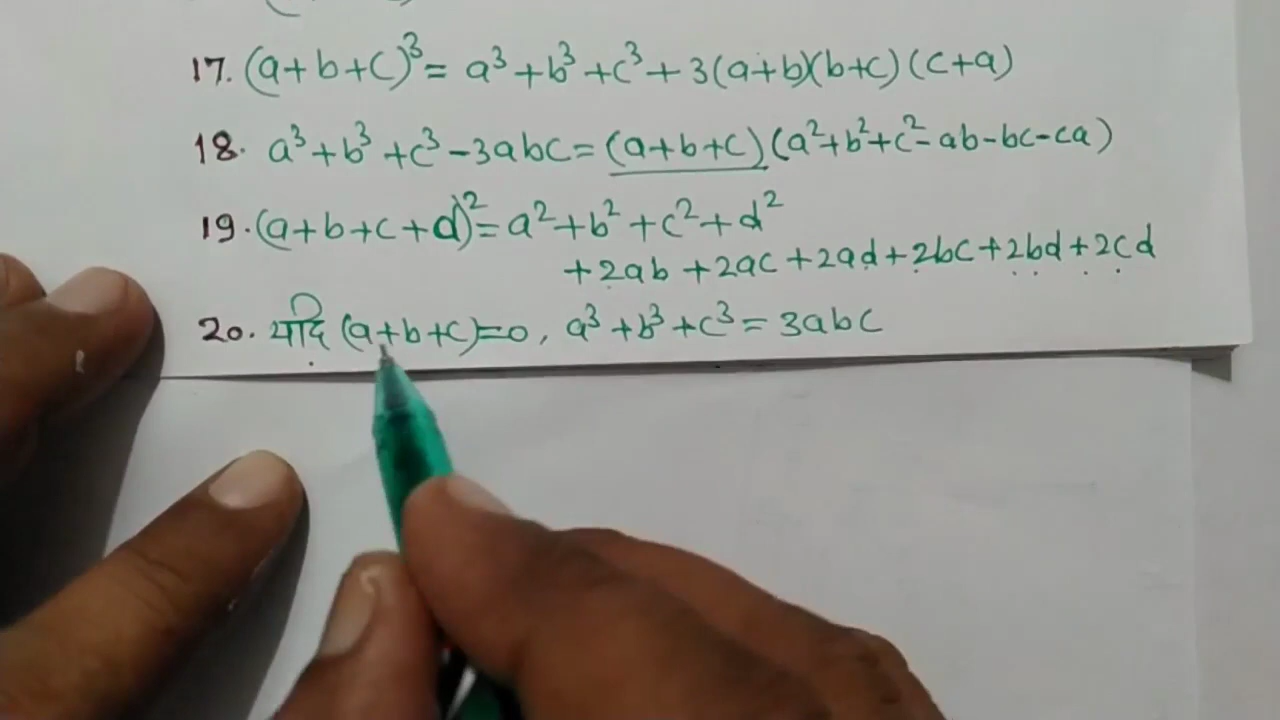 17. (a+b+c)³ = a³+b³+c³+3(a+b)(b+c)(c+a)
18. a³+b³+c³-3abc=(a+b+c)(a²+b²+c²-ab-bc-ca)
19. (a+b+c+d)²=a²+b²+c²+d²
+2ab+2ac+2ad+2bc+2bd+2cd
20. यदि (a+b+c)=0, a³+b³+c³=3abc